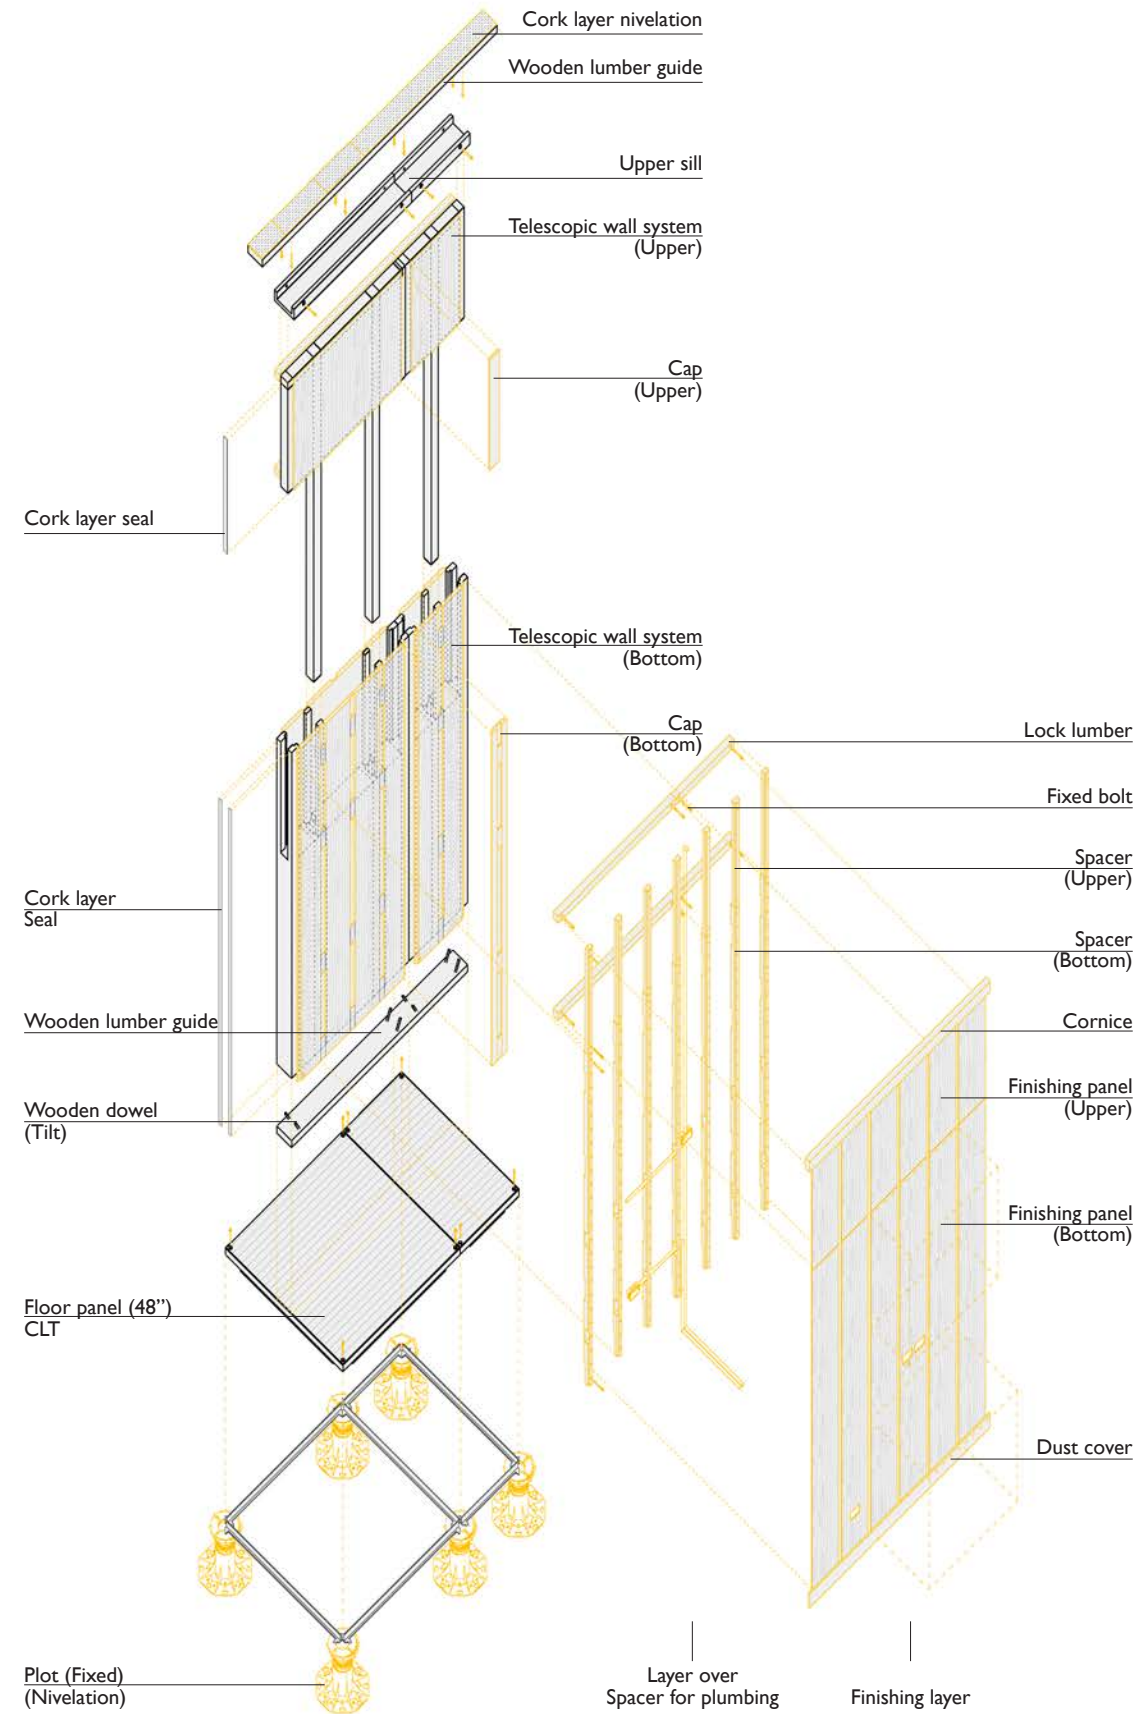 Cork layer nivelation
Wooden lumber guide
Upper sill
Telescopic wall system
(Upper)
Cap
(Upper)
Cork layer seal
Telescopic wall system
(Bottom)
Cap
(Bottom)
Lock lumber
Fixed bolt
Spacer
(Upper)
Cork layer
Seal
Spacer
(Bottom)
Wooden lumber guide
Cornice
Finishing panel
(Upper)
Wooden dowel
(Tilt)
Finishing panel
(Bottom)
Floor panel (48”)
CLT
Dust cover
Plot (Fixed)
(Nivelation)
Layer over
Spacer for plumbing
Finishing layer